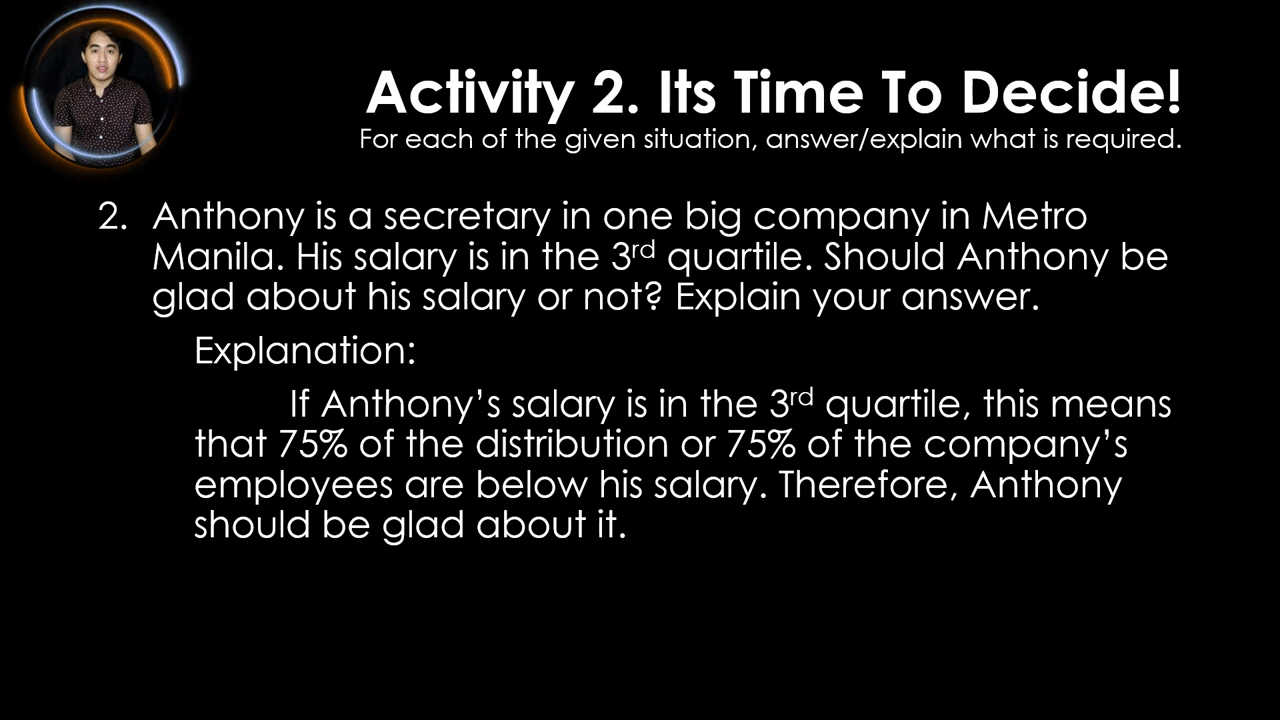 Activity 2. Its Time To Decide!
For each of the given situation, answer/explain what is required.
2. Anthony is a secretary in one big company in Metro
Manila. His salary is in the 3rd quartile. Should Anthony be
glad about his salary or not? Explain your answer.
Explanation:
If Anthony’s salary is in the 3rd quartile, this means
that 75% of the distribution or 75% of the company’s
employees are below his salary. Therefore, Anthony
should be glad about it.